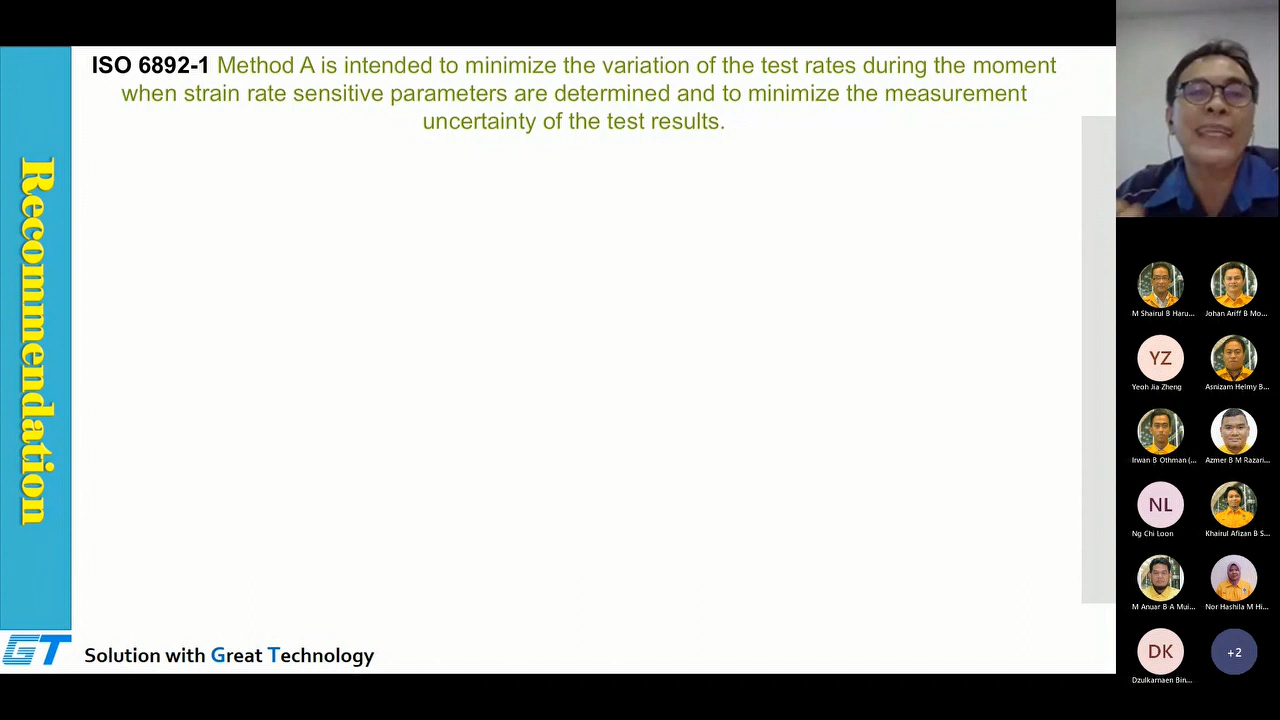 ISO 6892-1 Method A is intended to minimize the variation of the test rates during the moment
when strain rate sensitive parameters are determined and to minimize the measurement
uncertainty of the test results.
Recommendation
GT
Solution with Great Technology
M Shairul B Haru...
Johan Ariff B Mo...
YZ
Yeoh Jia Zheng
Asnizam Helmy B...
Irwan B Othman (...
Azmer B M Razari...
NL
Ng Chi Loon
Khairul Afizan B S...
M Anuar B A Mui...
Nor Hashila M Hi...
DK
Dzulkarnaen Bin...
+2